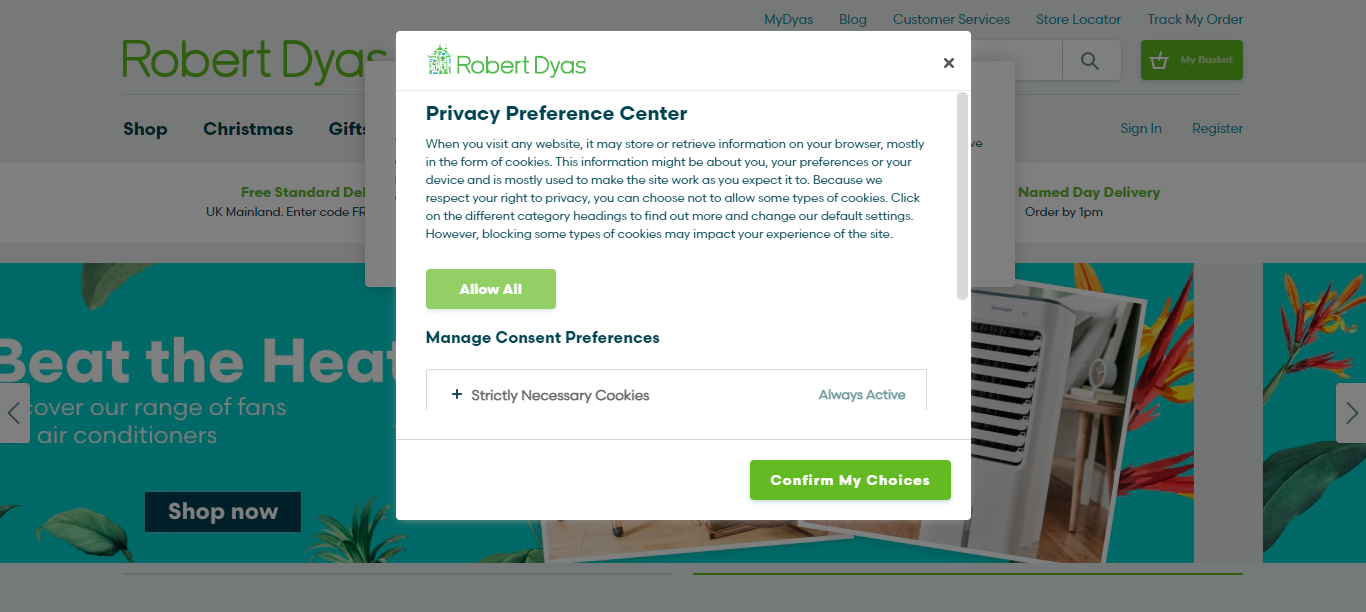 MyDyas Blog Customer Services Store Locator Track My Order
Robert Dyas
My Basket
Shop Christmas Gifts
Sign In Register
Free Standard Del
UK Mainland. Enter code FR
Named Day Delivery
Order by 1pm
Beat the Heat
cover our range of fans
air conditioners
Shop now
Robert Dyas
Privacy Preference Center
When you visit any website, it may store or retrieve information on your browser, mostly
in the form of cookies. This information might be about you, your preferences or your
device and is mostly used to make the site work as you expect it to. Because we
respect your right to privacy, you can choose not to allow some types of cookies. Click
on the different category headings to find out more and change our default settings.
However, blocking some types of cookies may impact your experience of the site.
Allow All
Manage Consent Preferences
+ Strictly Necessary Cookies Always Active
Confirm My Choices